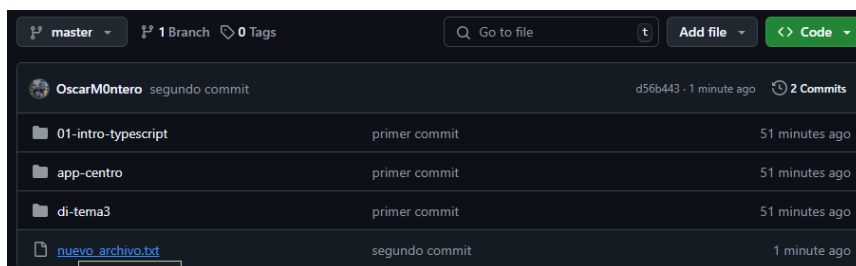 master 1 Branch 0 Tags Go to file t Add file Code
OscarM0ntero segundo commit d56b443 · 1 minute ago 2 Commits
01-intro-typescript primer commit 51 minutes ago
app-centro primer commit 51 minutes ago
di-tema3 primer commit 51 minutes ago
nuevo_archivo.txt segundo commit 1 minute ago